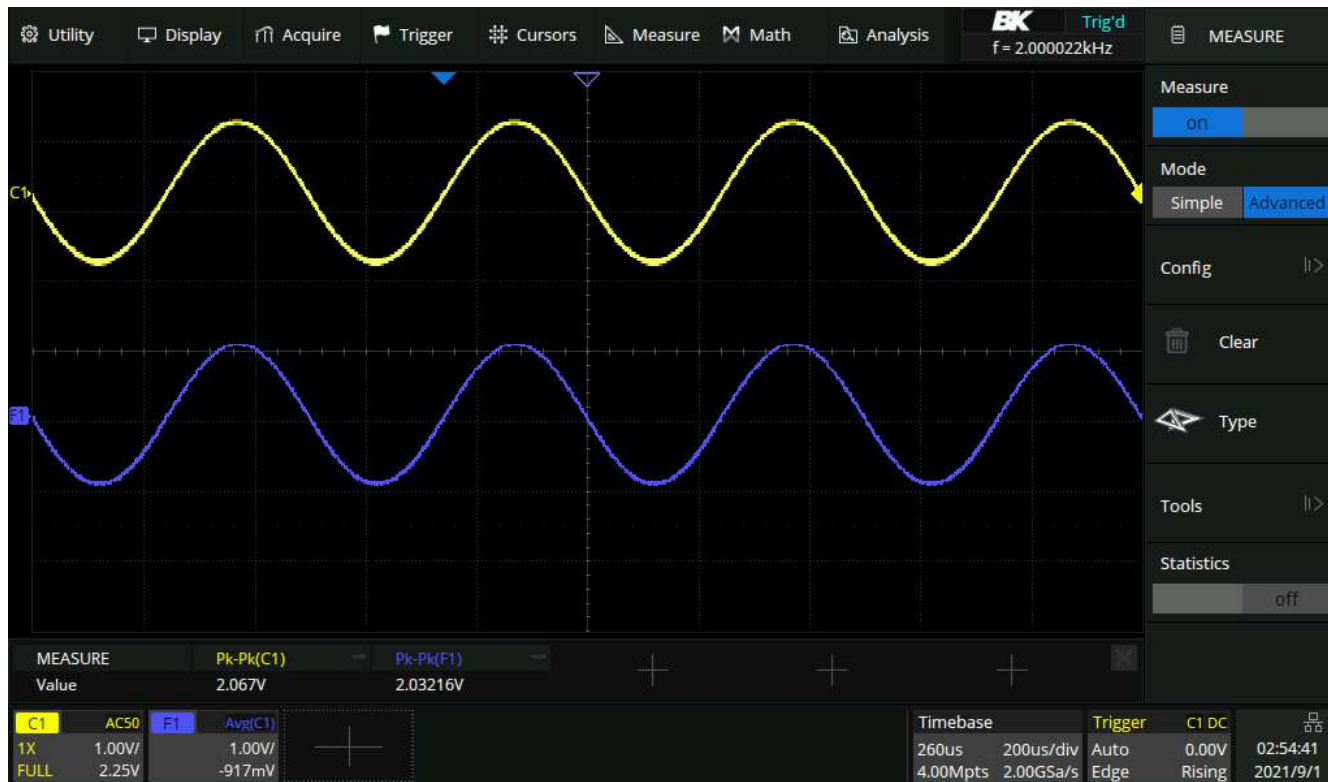 Utility Display Acquire Trigger Cursors Measure Math Analysis BK Trig'd MEASURE
f = 2.000022kHz
Measure
on
Mode
Simple Advanced
C1
Config
Clear
F1
Type
Tools
Statistics
off
MEASURE Pk-Pk(C1) Pk-Pk(F1)
Value 2.067V 2.03216V
C1 AC50 F1 Avg(C1) Timebase Trigger C1 DC
1X 1.00V/ 1.00V/ 260us 200us/div Auto 0.00V 02:54:41
FULL 2.25V -917mV 4.00Mpts 2.00GSa/s Edge Rising 2021/9/1